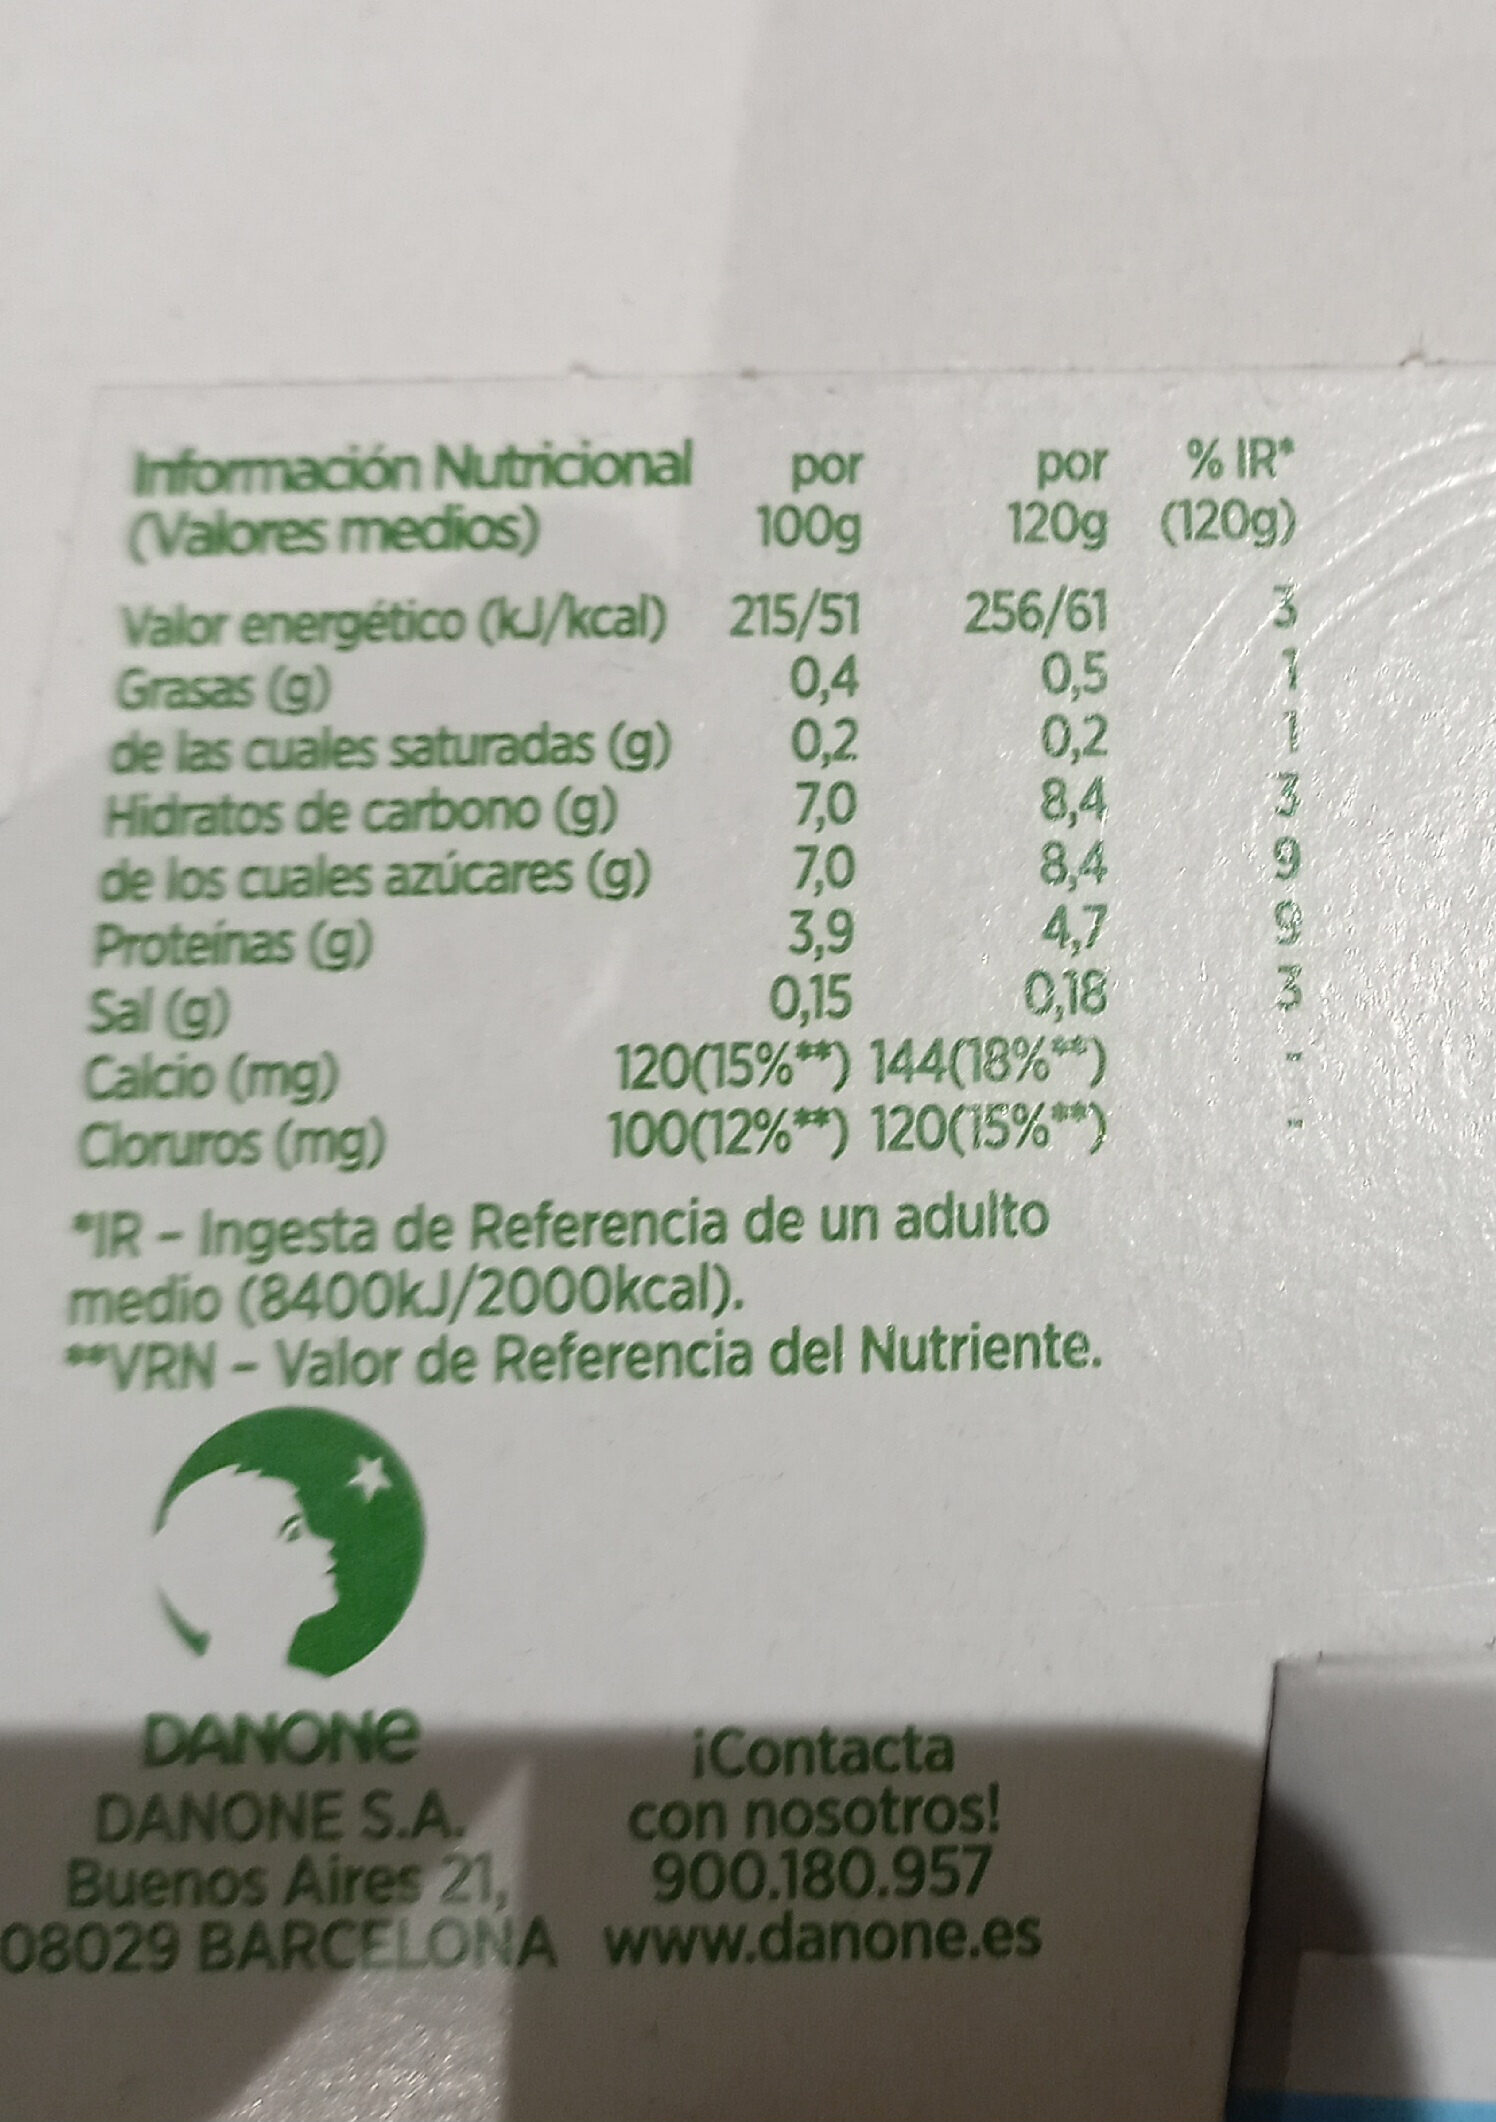 Información Nutricional por por % IR*
(Valores medios) 100g 120g (120g)
Valor energético (kJ/kcal) 215/51 256/61 3
Grasas (g) 0,4 0,5 1
de las cuales saturadas (g) 0,2 0,2 1
Hidratos de carbono (g) 7,0 8,4 3
de los cuales azúcares (g) 7,0 8,4 9
Proteínas (g) 3,9 4,7 9
Sal (g) 0,15 0,18 3
Calcio (mg) 120(15%**) 144(18%**) -
Cloruros (mg) 100(12%**) 120(15%**) -
*IR – Ingesta de Referencia de un adulto
medio (8400kJ/2000kcal).
**VRN – Valor de Referencia del Nutriente.
DANONe
DANONE S.A.
Buenos Aires 21,
08029 BARCELONA
¡Contacta
con nosotros!
900.180.957
www.danone.es